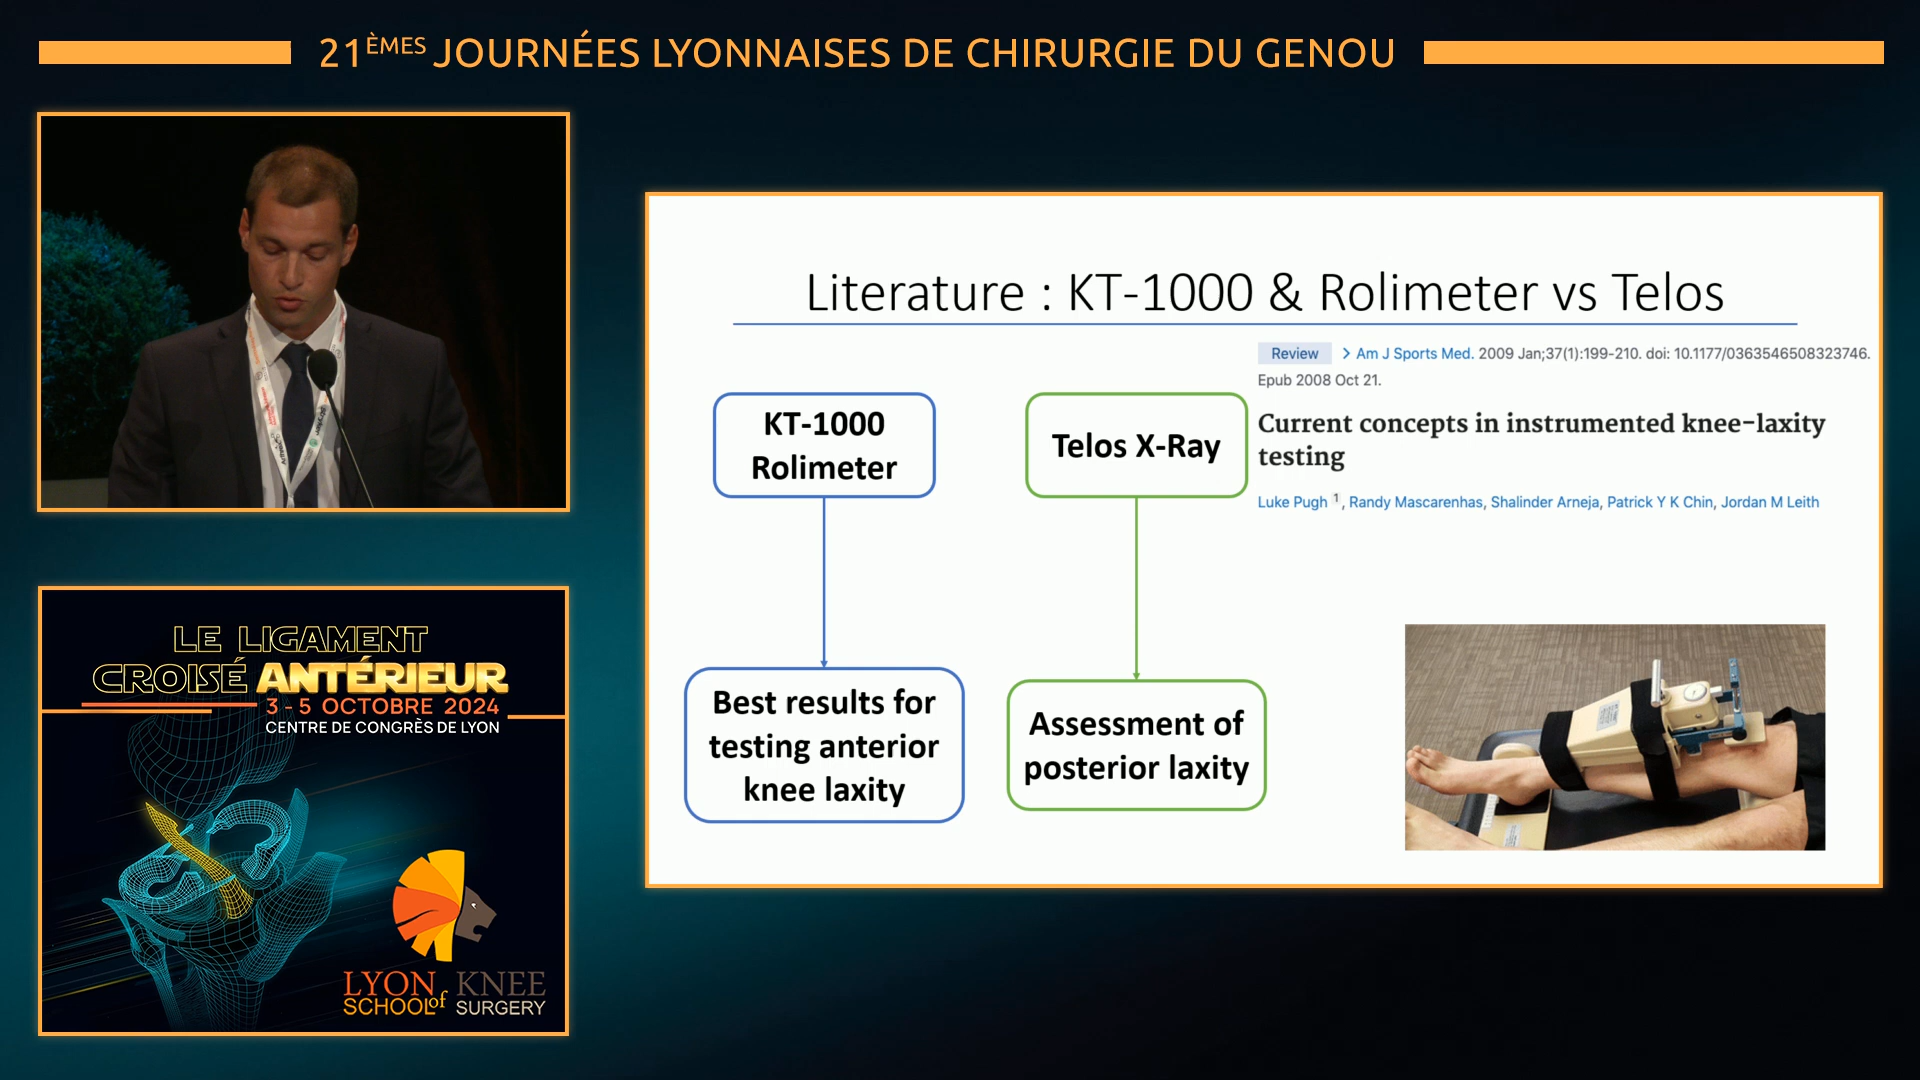 21ÈMES JOURNÉES LYONNAISES DE CHIRURGIE DU GENOU
LE LIGAMENT
CROISÉ ANTÉRIEUR
3 - 5 OCTOBRE 2024
CENTRE DE CONGRÈS DE LYON
LYON KNEE
SCHOOL of SURGERY
Literature : KT-1000 & Rolimeter vs Telos
Review > Am J Sports Med. 2009 Jan;37(1):199-210. doi: 10.1177/0363546508323746.
Epub 2008 Oct 21.
Current concepts in instrumented knee-laxity
testing
Luke Pugh 1, Randy Mascarenhas, Shalinder Arneja, Patrick Y K Chin, Jordan M Leith
KT-1000
Rolimeter
Telos X-Ray
Best results for
testing anterior
knee laxity
Assessment of
posterior laxity